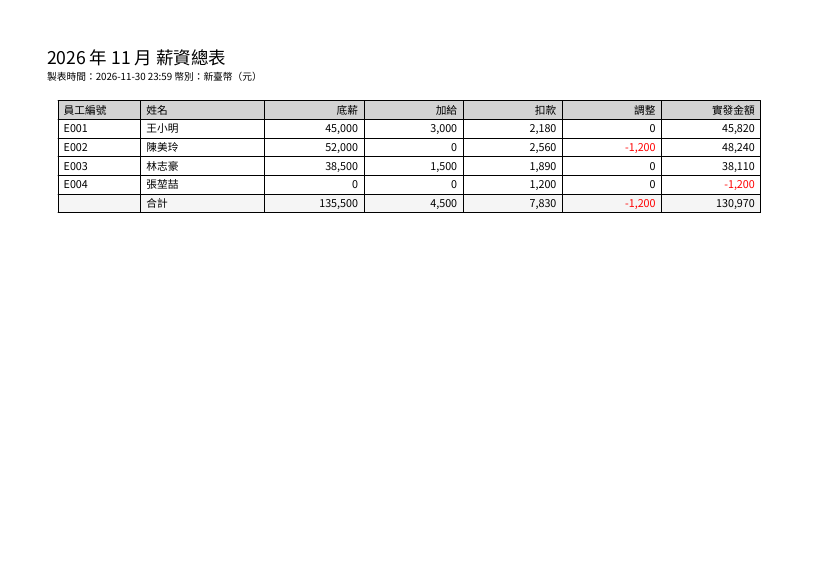 2026 年 11 月 薪資總表
製表時間：2026-11-30 23:59 幣別：新臺幣（元）
員工編號 姓名 底薪 加給 扣款 調整 實發金額
E001 王小明 45,000 3,000 2,180 0 45,820
E002 陳美玲 52,000 0 2,560 -1,200 48,240
E003 林志豪 38,500 1,500 1,890 0 38,110
E004 張堃喆 0 0 1,200 0 -1,200
合計 135,500 4,500 7,830 -1,200 130,970